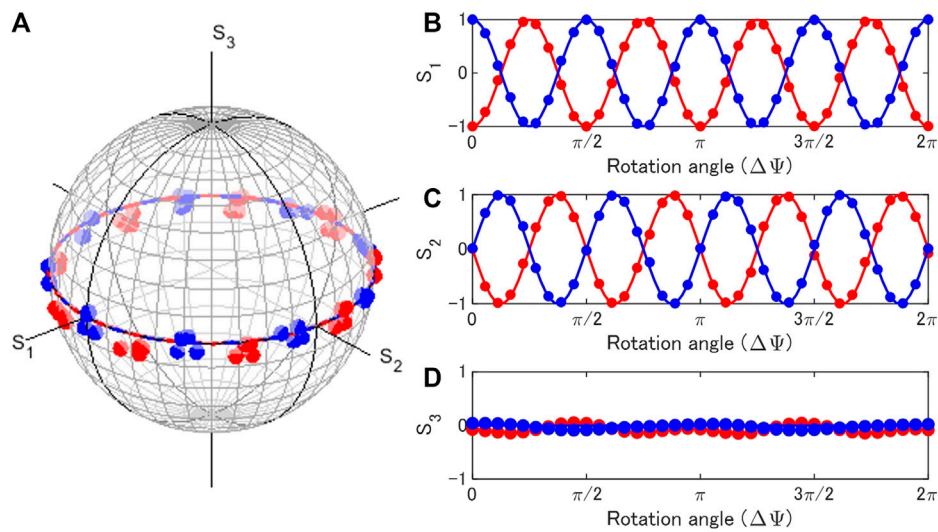 A
S3
S1
S2
B
1
0
−1
S1
0
π/2
π
3π/2
2π
Rotation angle (ΔΨ)
C
1
0
−1
S2
0
π/2
π
3π/2
2π
Rotation angle (ΔΨ)
D
1
0
−1
S3
0
π/2
π
3π/2
2π
Rotation angle (ΔΨ)